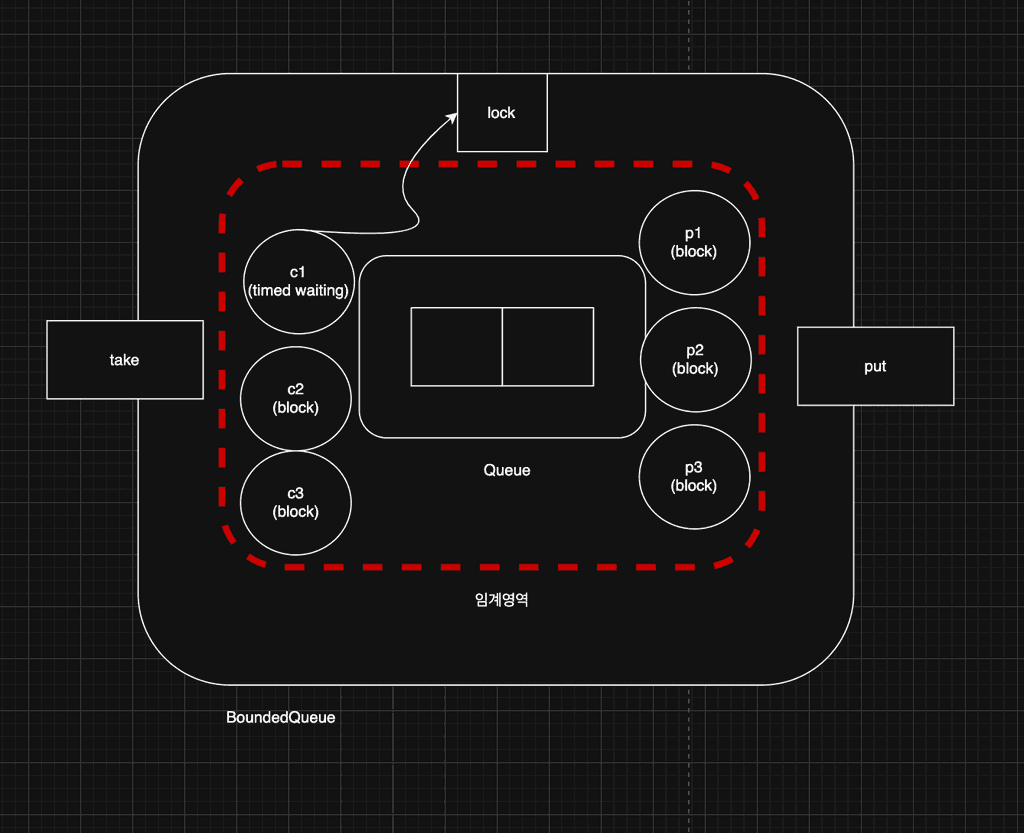 lock
p1
(block)
c1
(timed waiting)
take
p2
(block)
put
c2
(block)
Queue
p3
(block)
c3
(block)
임계영역
BoundedQueue